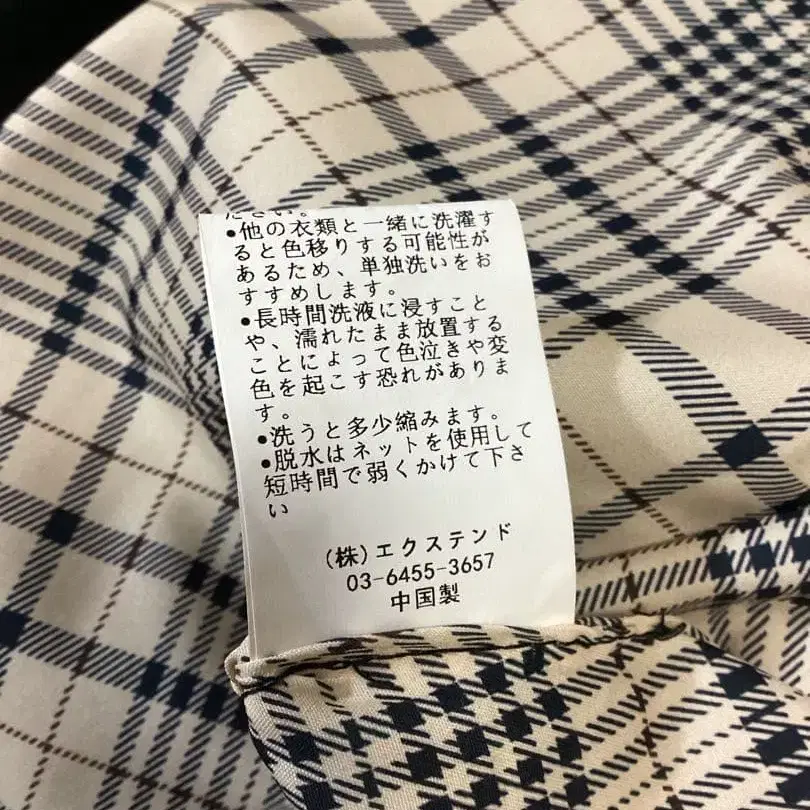 ださい。
•他の衣類と一緒に洗濯す
ると色移りする可能性が
あるため、単独洗いをお
すすめします。
•長時間洗液に浸すこと
や、濡れたまま放置する
ことによって色泣きや変
色を起こす恐れがありま
す。
•洗うと多少縮みます。
•脱水はネットを使用して
短時間で弱くかけて下さ
い
(株)エクステンド
03-6455-3657
中国製